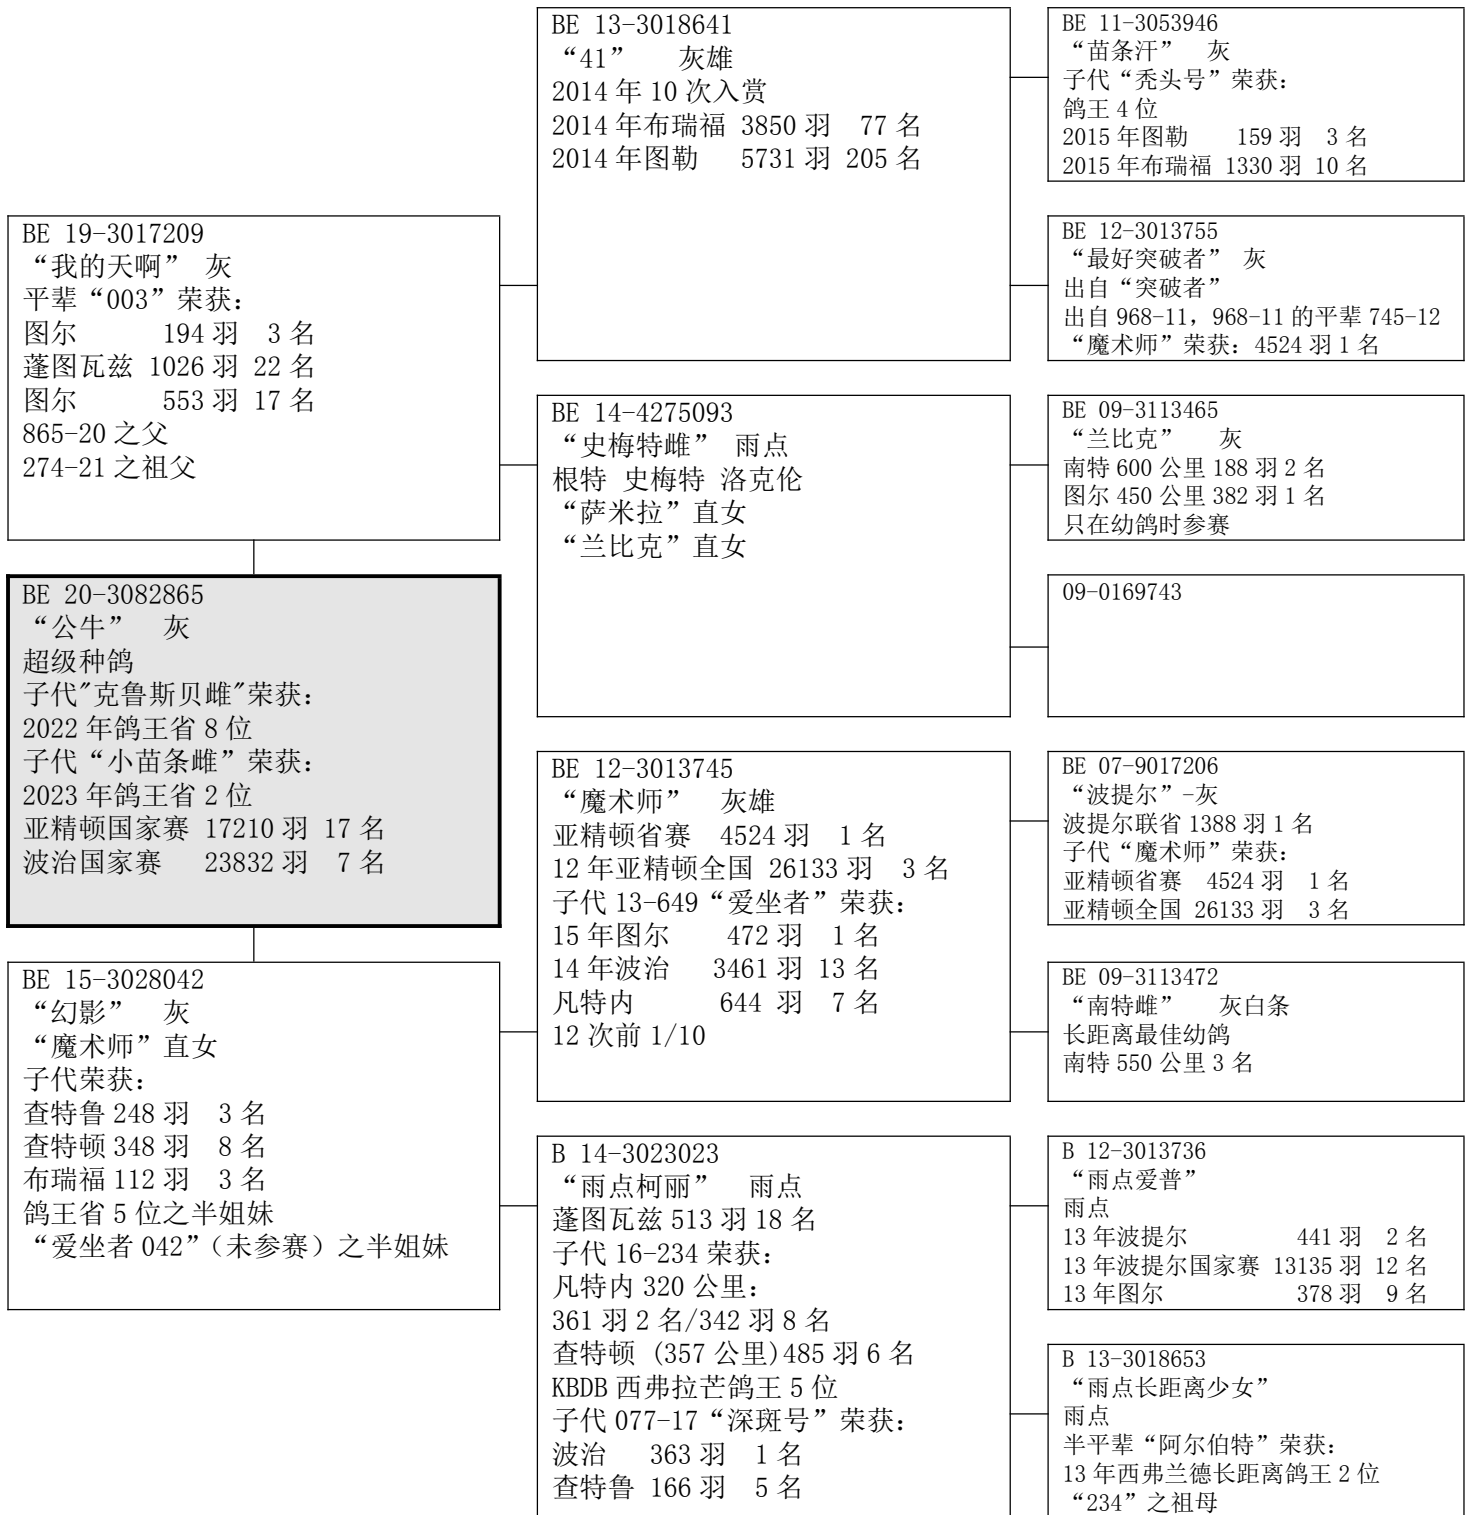 BE 19-3017209
“我的天啊” 灰
平辈“003”荣获：
图尔 194 羽 3 名
蓬图瓦兹 1026 羽 22 名
图尔 553 羽 17 名
865-20 之父
274-21 之祖父
BE 20-3082865
“公牛” 灰
超级种鸽
子代"克鲁斯贝雌"荣获：
2022 年鸽王省 8 位
子代“小苗条雌”荣获：
2023 年鸽王省 2 位
亚精顿国家赛 17210 羽 17 名
波治国家赛 23832 羽 7 名
BE 15-3028042
“幻影” 灰
“魔术师”直女
子代荣获：
查特鲁 248 羽 3 名
查特顿 348 羽 8 名
布瑞福 112 羽 3 名
鸽王省 5 位之半姐妹
“爱坐者 042”（未参赛）之半姐妹
BE 13-3018641
“41” 灰雄
2014 年 10 次入赏
2014 年布瑞福 3850 羽 77 名
2014 年图勒 5731 羽 205 名
BE 14-4275093
“史梅特雌” 雨点
根特 史梅特 洛克伦
“萨米拉”直女
“兰比克”直女
BE 12-3013745
“魔术师” 灰雄
亚精顿省赛 4524 羽 1 名
12 年亚精顿全国 26133 羽 3 名
子代 13-649“爱坐者”荣获：
15 年图尔 472 羽 1 名
14 年波治 3461 羽 13 名
凡特内 644 羽 7 名
12 次前 1/10
B 14-3023023
“雨点柯丽” 雨点
蓬图瓦兹 513 羽 18 名
子代 16-234 荣获：
凡特内 320 公里：
361 羽 2 名/342 羽 8 名
查特顿 (357 公里)485 羽 6 名
KBDB 西弗拉芒鸽王 5 位
子代 077-17“深斑号”荣获：
波治 363 羽 1 名
查特鲁 166 羽 5 名
BE 11-3053946
“苗条汗” 灰
子代“秃头号”荣获：
鸽王 4 位
2015 年图勒 159 羽 3 名
2015 年布瑞福 1330 羽 10 名
BE 12-3013755
“最好突破者” 灰
出自“突破者”
出自 968-11，968-11 的平辈 745-12
“魔术师”荣获：4524 羽 1 名
BE 09-3113465
“兰比克” 灰
南特 600 公里 188 羽 2 名
图尔 450 公里 382 羽 1 名
只在幼鸽时参赛
09-0169743
BE 07-9017206
“波提尔”-灰
波提尔联省 1388 羽 1 名
子代“魔术师”荣获：
亚精顿省赛 4524 羽 1 名
亚精顿全国 26133 羽 3 名
BE 09-3113472
“南特雌” 灰白条
长距离最佳幼鸽
南特 550 公里 3 名
B 12-3013736
“雨点爱普”
雨点
13 年波提尔 441 羽 2 名
13 年波提尔国家赛 13135 羽 12 名
13 年图尔 378 羽 9 名
B 13-3018653
“雨点长距离少女”
雨点
半平辈“阿尔伯特”荣获：
13 年西弗兰德长距离鸽王 2 位
“234”之祖母